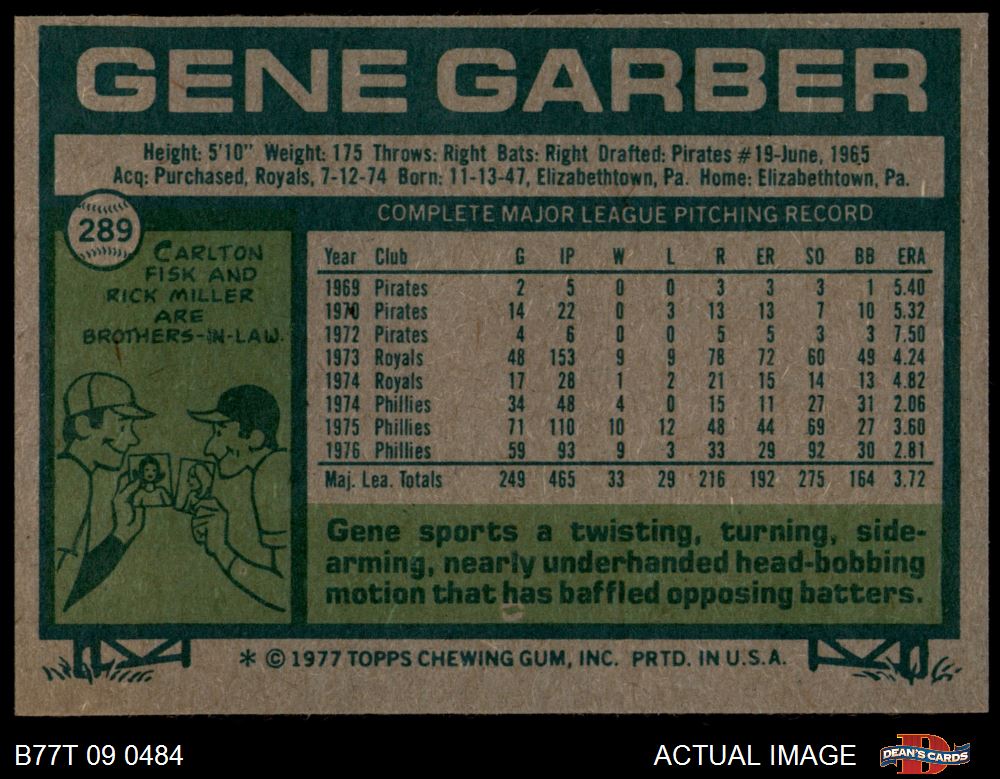 GENE GARBER
Height: 5'10" Weight: 175 Throws: Right Bats: Right Drafted: Pirates #19-June, 1965
Acq: Purchased, Royals, 7-12-74 Born: 11-13-47, Elizabethtown, Pa. Home: Elizabethtown, Pa.
289
CARLTON
FISK AND
RICK MILLER
ARE
BROTHERS-IN-LAW.
COMPLETE MAJOR LEAGUE PITCHING RECORD
Year Club G IP W L R ER SO BB ERA
1969 Pirates 2 5 0 0 3 3 3 1 5.40
1970 Pirates 14 22 0 3 13 13 7 10 5.32
1972 Pirates 4 6 0 0 5 5 3 3 7.50
1973 Royals 48 153 9 9 78 72 60 49 4.24
1974 Royals 17 28 1 2 21 15 14 13 4.82
1974 Phillies 34 48 4 0 15 11 27 31 2.06
1975 Phillies 71 110 10 12 48 44 69 27 3.60
1976 Phillies 59 93 9 3 33 29 92 30 2.81
Maj. Lea. Totals 249 465 33 29 216 192 275 164 3.72
Gene sports a twisting, turning, side-
arming, nearly underhanded head-bobbing
motion that has baffled opposing batters.
* © 1977 TOPPS CHEWING GUM, INC. PRTD. IN U.S.A.
B77T 09 0484
ACTUAL IMAGE
D
DEAN'S CARDS